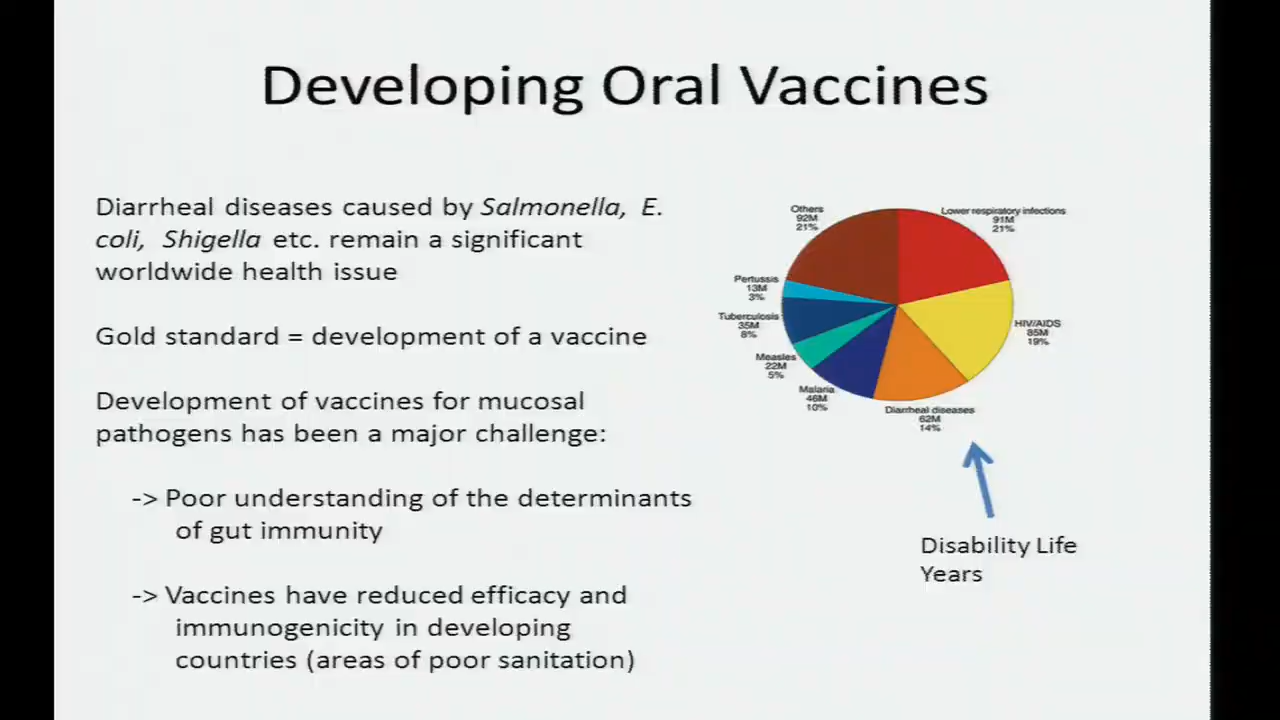 Developing Oral Vaccines
Diarrheal diseases caused by Salmonella, E.
coli, Shigella etc. remain a significant
worldwide health issue
Gold standard = development of a vaccine
Development of vaccines for mucosal
pathogens has been a major challenge:
-> Poor understanding of the determinants
of gut immunity
-> Vaccines have reduced efficacy and
immunogenicity in developing
countries (areas of poor sanitation)
Others
92M
21%
Lower respiratory infections
91M
21%
Pertussis
13M
3%
Tuberculosis
35M
8%
HIV/AIDS
85M
19%
Measles
22M
5%
Malaria
46M
10%
Diarrheal diseases
62M
14%
Disability Life
Years